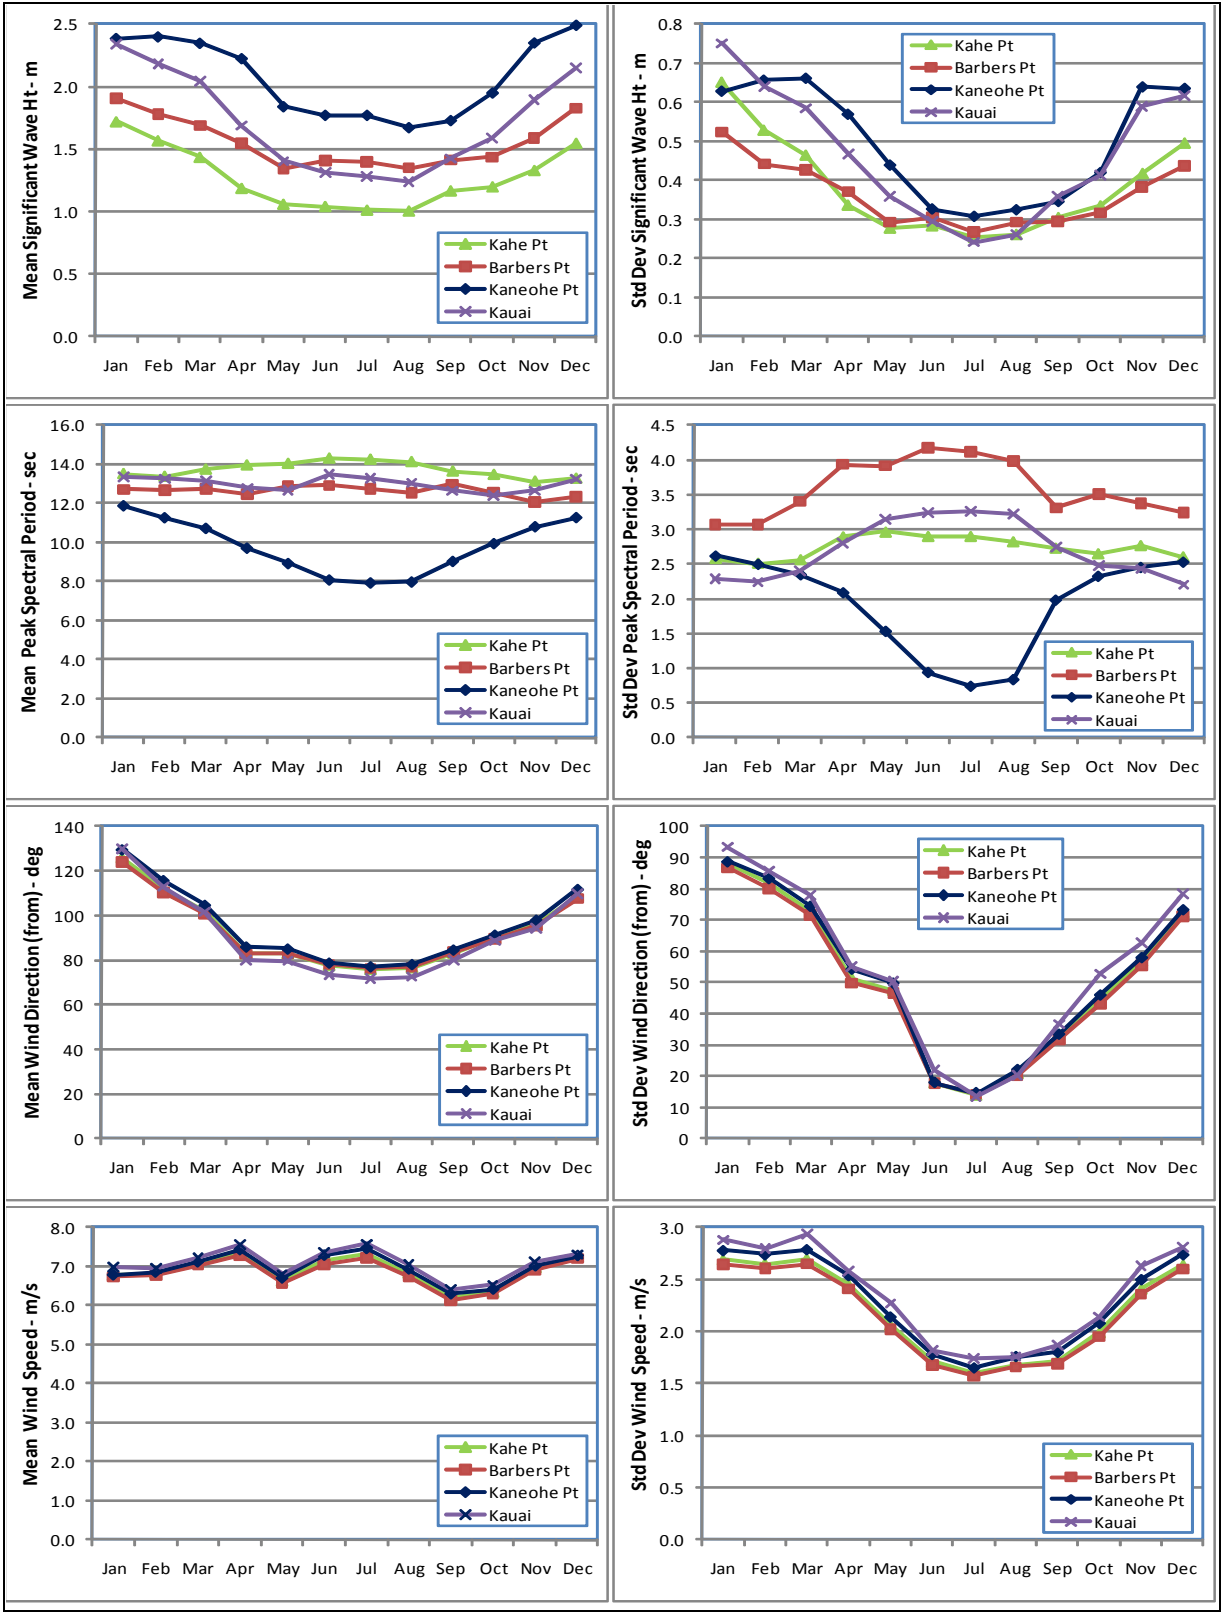 Mean Significant Wave Ht - m
2.5
2.0
1.5
1.0
0.5
0.0
Kahe Pt
Barbers Pt
Kaneohe Pt
Kauai
Jan Feb Mar Apr May Jun Jul Aug Sep Oct Nov Dec
Std Dev Significant Wave Ht - m
0.8
0.7
0.6
0.5
0.4
0.3
0.2
0.1
0.0
Kahe Pt
Barbers Pt
Kaneohe Pt
Kauai
Jan Feb Mar Apr May Jun Jul Aug Sep Oct Nov Dec
Mean Peak Spectral Period - sec
16.0
14.0
12.0
10.0
8.0
6.0
4.0
2.0
0.0
Kahe Pt
Barbers Pt
Kaneohe Pt
Kauai
Jan Feb Mar Apr May Jun Jul Aug Sep Oct Nov Dec
Std Dev Peak Spectral Period - sec
4.5
4.0
3.5
3.0
2.5
2.0
1.5
1.0
0.5
0.0
Kahe Pt
Barbers Pt
Kaneohe Pt
Kauai
Jan Feb Mar Apr May Jun Jul Aug Sep Oct Nov Dec
Mean Wind Direction (from) - deg
140
120
100
80
60
40
20
0
Kahe Pt
Barbers Pt
Kaneohe Pt
Kauai
Jan Feb Mar Apr May Jun Jul Aug Sep Oct Nov Dec
Std Dev Wind Direction (from) - deg
100
90
80
70
60
50
40
30
20
10
0
Kahe Pt
Barbers Pt
Kaneohe Pt
Kauai
Jan Feb Mar Apr May Jun Jul Aug Sep Oct Nov Dec
Mean Wind Speed - m/s
8.0
7.0
6.0
5.0
4.0
3.0
2.0
1.0
0.0
Kahe Pt
Barbers Pt
Kaneohe Pt
Kauai
Jan Feb Mar Apr May Jun Jul Aug Sep Oct Nov Dec
Std Dev Wind Speed - m/s
3.0
2.5
2.0
1.5
1.0
0.5
0.0
Kahe Pt
Barbers Pt
Kaneohe Pt
Kauai
Jan Feb Mar Apr May Jun Jul Aug Sep Oct Nov Dec